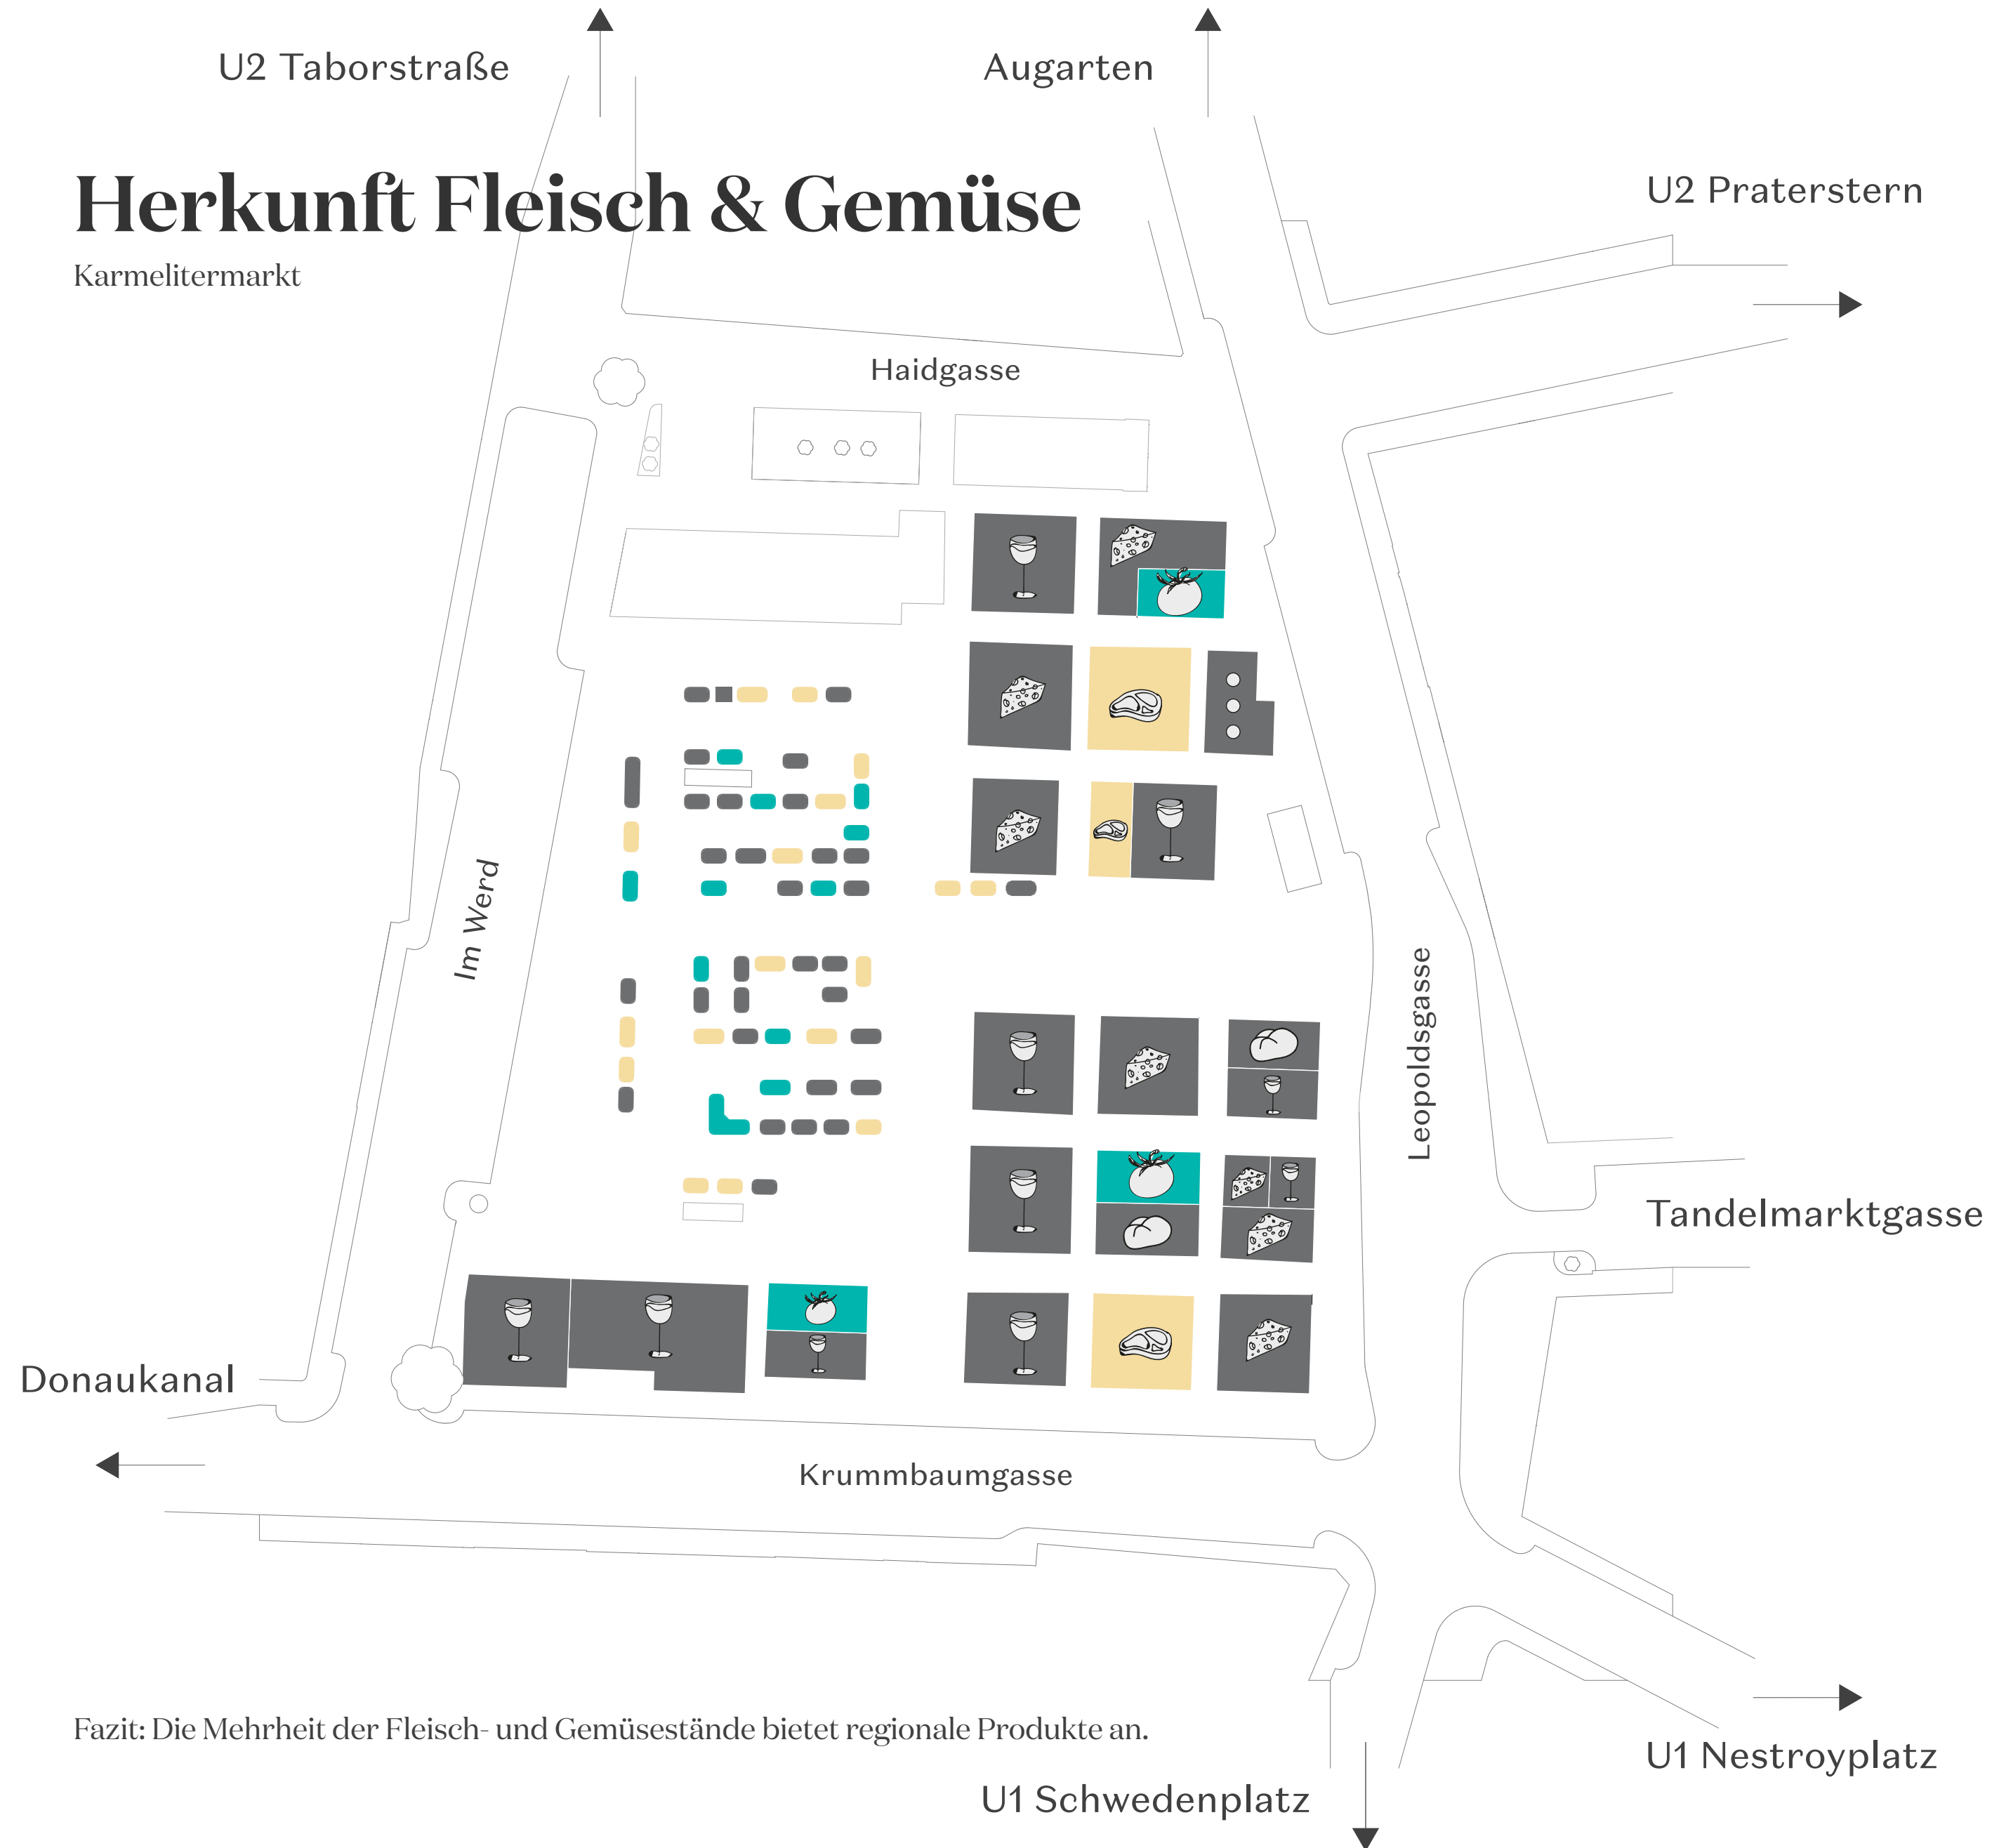 U2 Taborstraße
Augarten
Herkunft Fleisch & Gemüse
U2 Praterstern
Karmelitermarkt
Haidgasse
Im Werd
Leopoldsgasse
Tandelmarktgasse
Donaukanal
Krummbaumgasse
Fazit: Die Mehrheit der Fleisch- und Gemüsestände bietet regionale Produkte an.
U1 Nestroyplatz
U1 Schwedenplatz